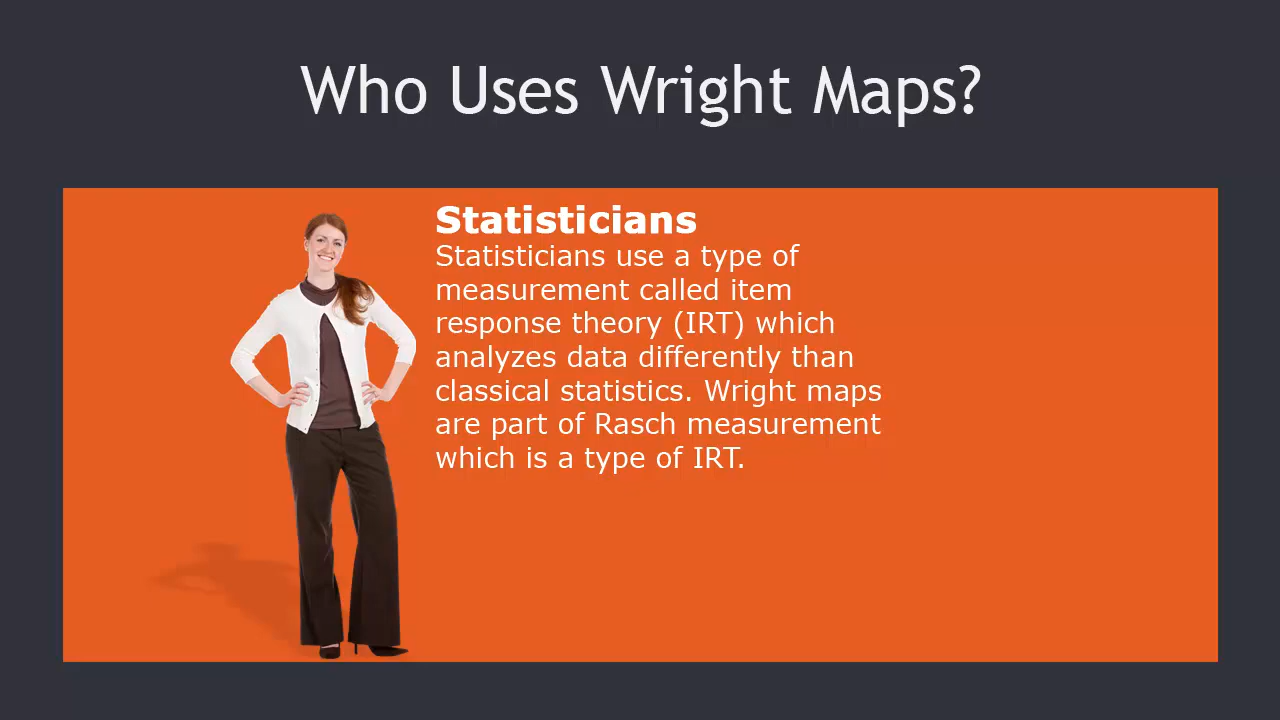 Who Uses Wright Maps?
Statisticians
Statisticians use a type of
measurement called item
response theory (IRT) which
analyzes data differently than
classical statistics. Wright maps
are part of Rasch measurement
which is a type of IRT.